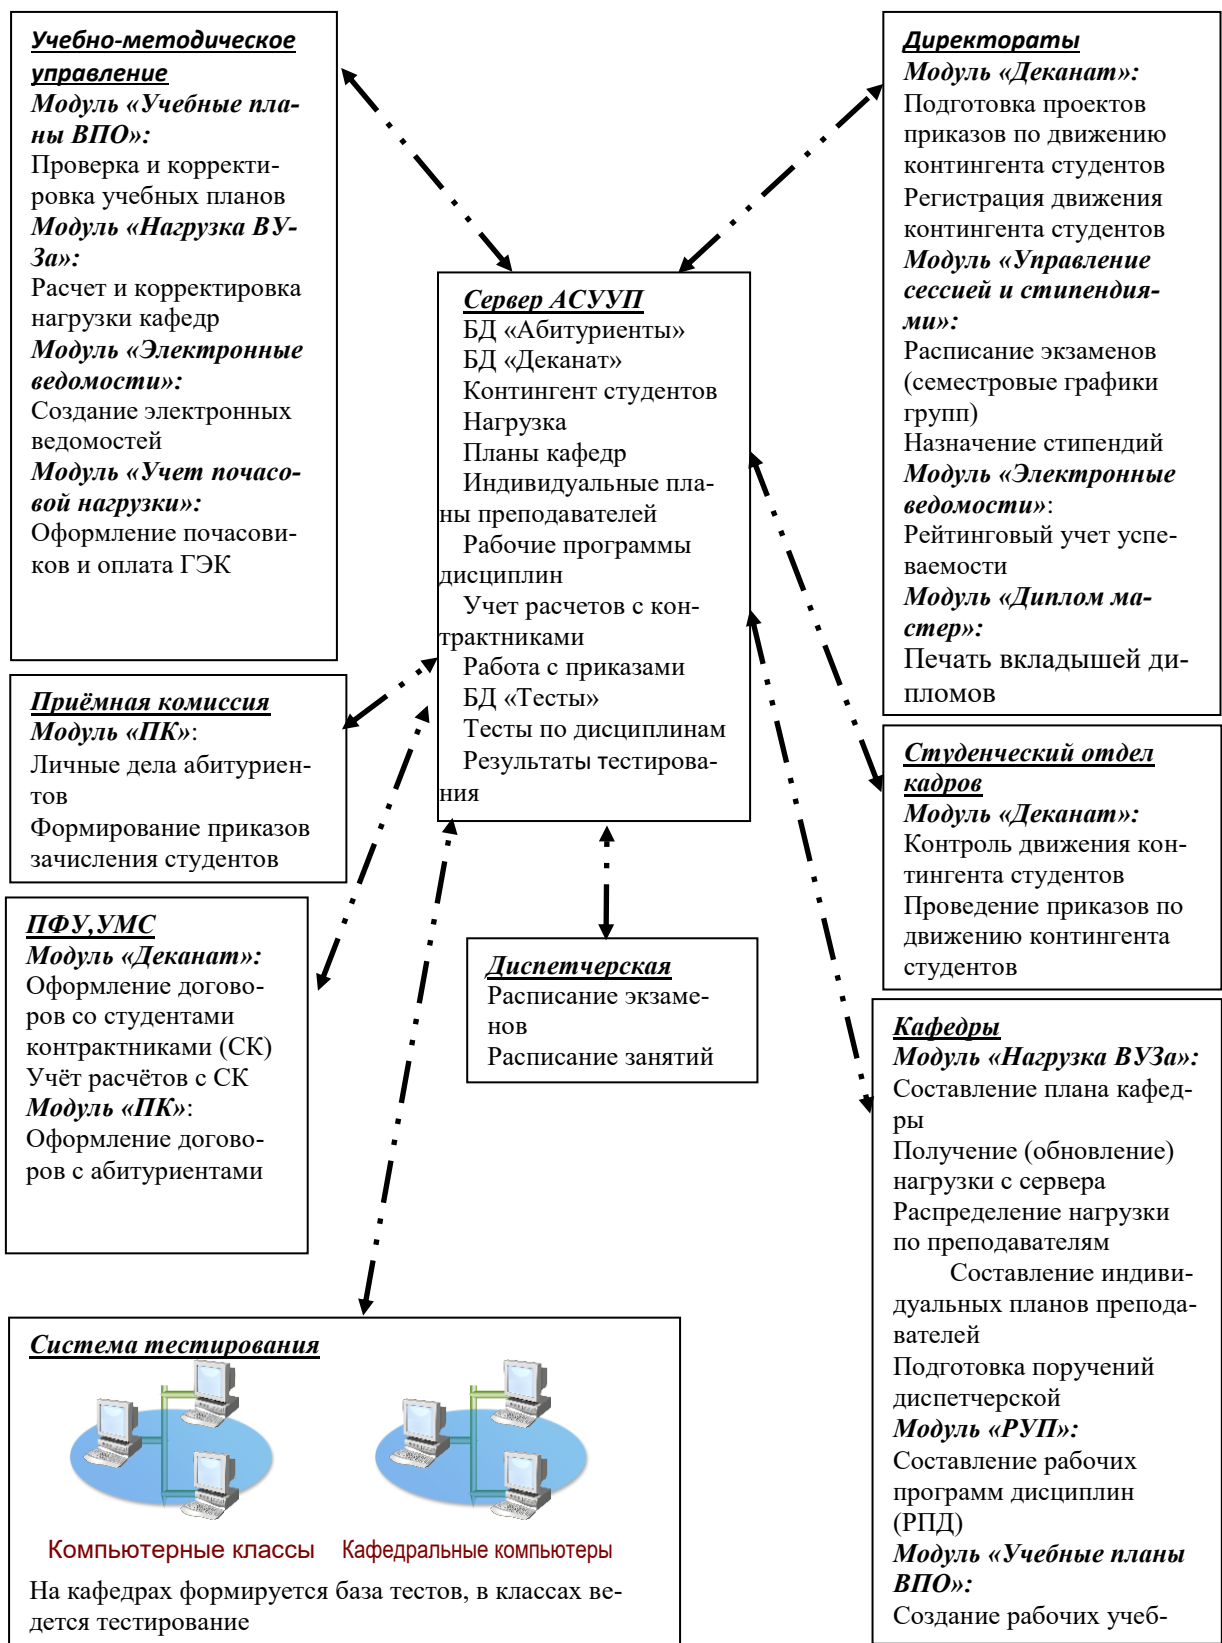 Учебно-методическое
управление
Модуль «Учебные пла-
ны ВПО»:
Проверка и корректи-
ровка учебных планов
Модуль «Нагрузка ВУ-
За»:
Расчет и корректировка
нагрузки кафедр
Модуль «Электронные
ведомости»:
Создание электронных
ведомостей
Модуль «Учет почасо-
вой нагрузки»:
Оформление почасови-
ков и оплата ГЭК
Приёмная комиссия
Модуль «ПК»:
Личные дела абитуриен-
тов
Формирование приказов
зачисления студентов
ПФУ,УМС
Модуль «Деканат»:
Оформление догово-
ров со студентами
контрактниками (СК)
Учёт расчётов с СК
Модуль «ПК»:
Оформление догово-
ров с абитуриентами
Сервер АСУУП
БД «Абитуриенты»
БД «Деканат»
Контингент студентов
Нагрузка
Планы кафедр
Индивидуальные пла-
ны преподавателей
Рабочие программы
дисциплин
Учет расчетов с кон-
трактниками
Работа с приказами
БД «Тесты»
Тесты по дисциплинам
Результаты тестирова-
ния
Диспетчерская
Расписание экзаме-
нов
Расписание занятий
Директораты
Модуль «Деканат»:
Подготовка проектов
приказов по движению
контингента студентов
Регистрация движения
контингента студентов
Модуль «Управление
сессией и стипендия-
ми»:
Расписание экзаменов
(семестровые графики
групп)
Назначение стипендий
Модуль «Электронные
ведомости»:
Рейтинговый учет успе-
ваемости
Модуль «Диплом ма-
стер»:
Печать вкладышей ди-
пломов
Студенческий отдел
кадров
Модуль «Деканат»:
Контроль движения кон-
тингента студентов
Проведение приказов по
движению контингента
студентов
Кафедры
Модуль «Нагрузка ВУЗа»:
Составление плана кафед-
ры
Получение (обновление)
нагрузки с сервера
Распределение нагрузки
по преподавателям
Составление индиви-
дуальных планов препода-
вателей
Подготовка поручений
диспетчерской
Модуль «РУП»:
Составление рабочих
программ дисциплин
(РПД)
Модуль «Учебные планы
ВПО»:
Создание рабочих учеб-
Система тестирования
Компьютерные классы
Кафедральные компьютеры
На кафедрах формируется база тестов, в классах ве-
дется тестирование